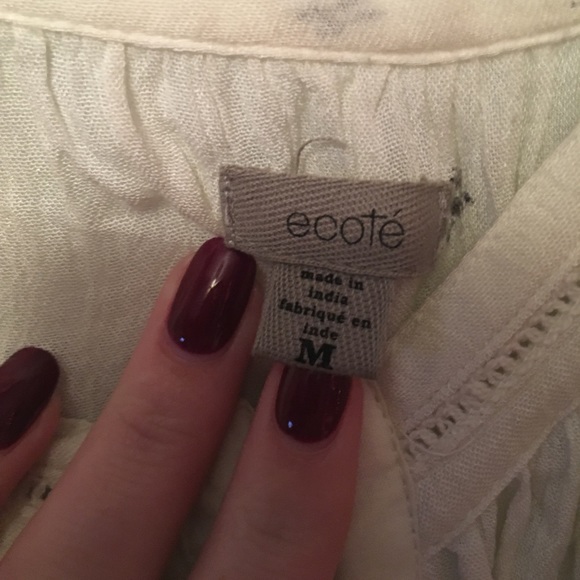 ecoté
made in
india
fabriqué en
inde
M